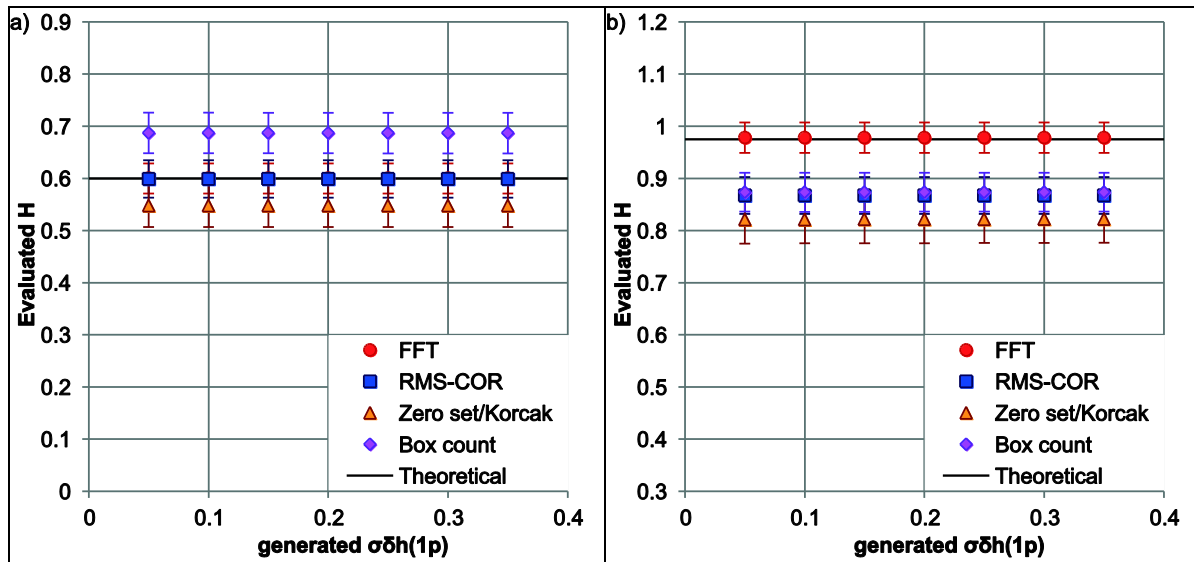 a)
0.9
0.8
0.7
0.6
0.5
0.4
0.3
0.2
0.1
0
Evaluated H
0 0.1 0.2 0.3 0.4
generated σδh(1p)
FFT
RMS-COR
Zero set/Korcak
Box count
Theoretical
b)
1.2
1.1
1
0.9
0.8
0.7
0.6
0.5
0.4
0.3
Evaluated H
0 0.1 0.2 0.3 0.4
generated σδh(1p)
FFT
RMS-COR
Zero set/Korcak
Box count
Theoretical